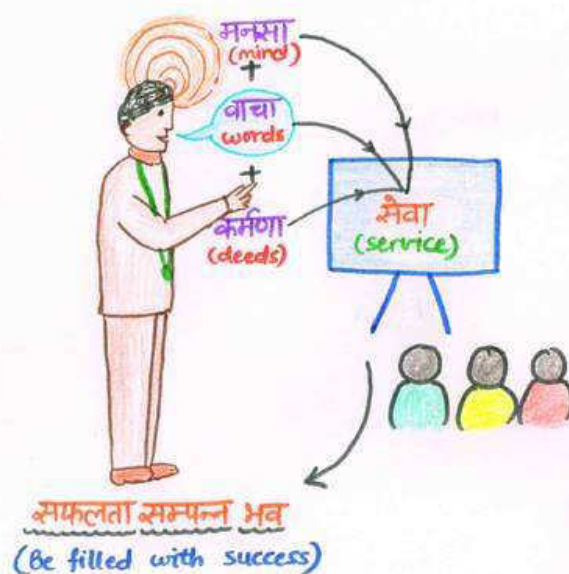 मनसा
(mind)
+
वाचा
words
+
कर्मणा
(deeds)
सेवा
(service)
सफलता सम्पन्न भव
(Be filled with success)